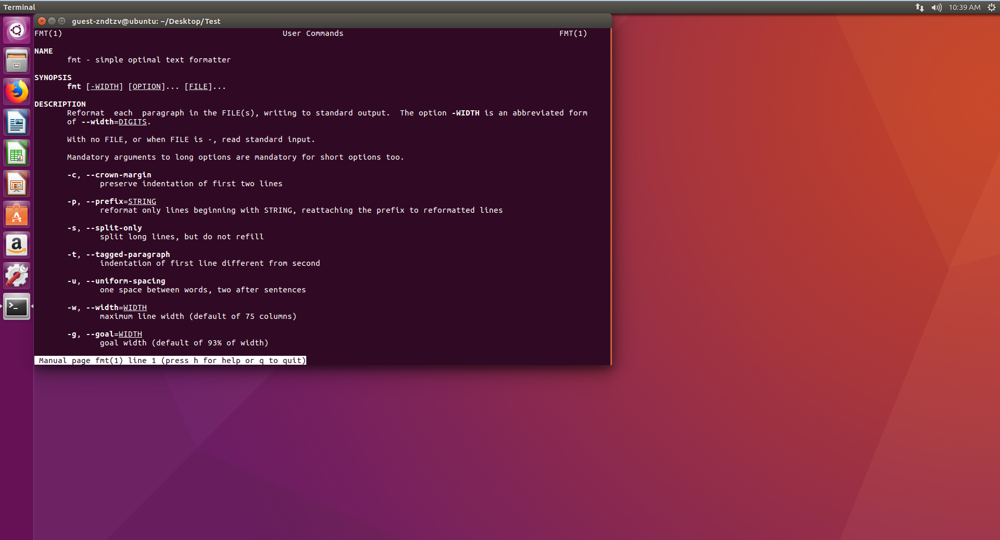 Terminal
10:39 AM
guest-zndtzv@ubuntu: ~/Desktop/Test
FMT(1) User Commands FMT(1)
NAME
fmt - simple optimal text formatter
SYNOPSIS
fmt [-WIDTH] [OPTION]... [FILE]...
DESCRIPTION
Reformat each paragraph in the FILE(s), writing to standard output. The option -WIDTH is an abbreviated form
of --width=DIGITS.
With no FILE, or when FILE is -, read standard input.
Mandatory arguments to long options are mandatory for short options too.
-c, --crown-margin
preserve indentation of first two lines
-p, --prefix=STRING
reformat only lines beginning with STRING, reattaching the prefix to reformatted lines
-s, --split-only
split long lines, but do not refill
-t, --tagged-paragraph
indentation of first line different from second
-u, --uniform-spacing
one space between words, two after sentences
-w, --width=WIDTH
maximum line width (default of 75 columns)
-g, --goal=WIDTH
goal width (default of 93% of width)
Manual page fmt(1) line 1 (press h for help or q to quit)